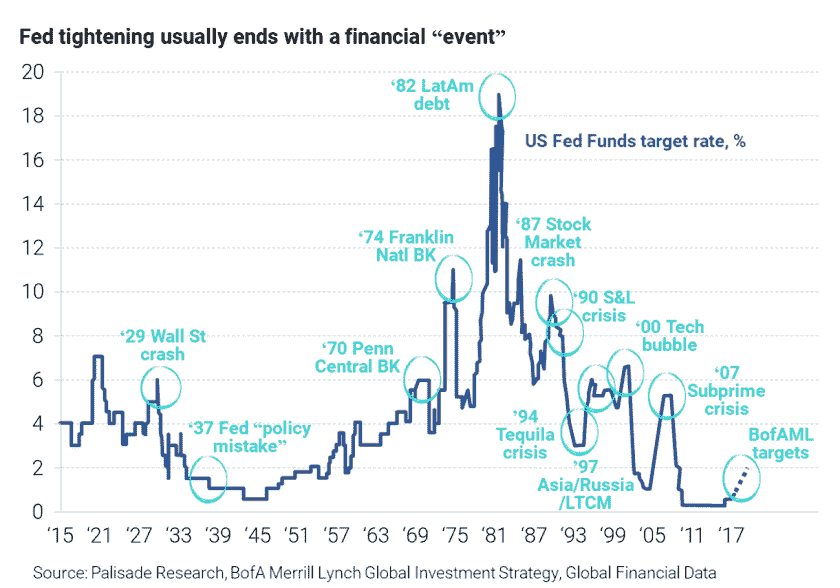 Fed tightening usually ends with a financial “event”
20
18
16
14
12
10
8
6
4
2
0
‘82 LatAm
debt
US Fed Funds target rate, %
‘74 Franklin
Natl BK
‘87 Stock
Market
crash
‘29 Wall St
crash
‘70 Penn
Central BK
‘90 S&L
crisis
‘00 Tech
bubble
‘37 Fed “policy
mistake”
‘94
Tequila
crisis
‘97
Asia/Russia
/LTCM
‘07
Subprime
crisis
BofAML
targets
‘15 ‘21 ‘27 ‘33 ‘39 ‘45 ‘51 ‘57 ‘63 ‘69 ‘75 ‘81 ‘87 ‘93 ‘99 ‘05 ‘11 ‘17
Source: Palisade Research, BofA Merrill Lynch Global Investment Strategy, Global Financial Data